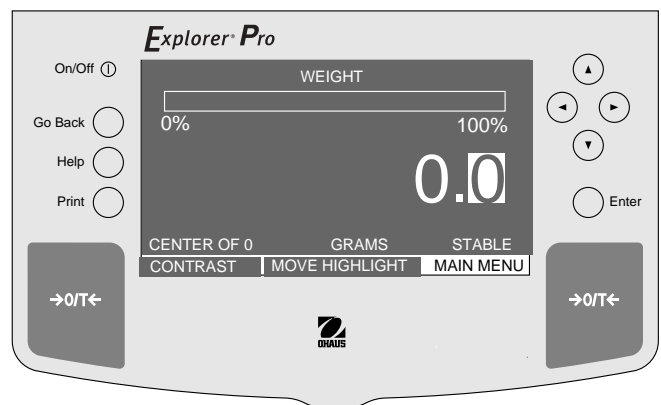 Explorer® Pro
On/Off
Go Back
Help
Print
WEIGHT
0% 100%
0.0
CENTER OF 0 GRAMS STABLE
CONTRAST MOVE HIGHLIGHT MAIN MENU
Enter
→0/T←
→0/T←
OHAUS